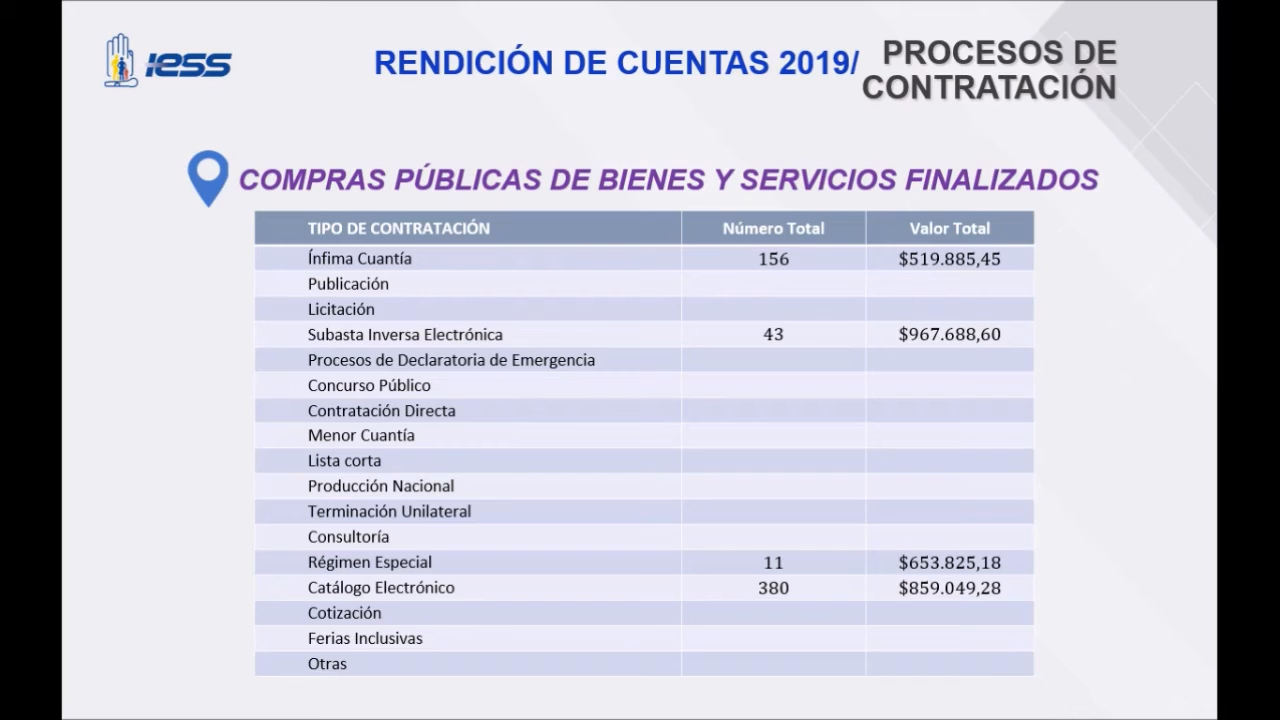 IESS
RENDICIÓN DE CUENTAS 2019/ PROCESOS DE
CONTRATACIÓN
COMPRAS PÚBLICAS DE BIENES Y SERVICIOS FINALIZADOS
TIPO DE CONTRATACIÓN Número Total Valor Total
Ínfima Cuantía 156 $519.885,45
Publicación
Licitación
Subasta Inversa Electrónica 43 $967.688,60
Procesos de Declaratoria de Emergencia
Concurso Público
Contratación Directa
Menor Cuantía
Lista corta
Producción Nacional
Terminación Unilateral
Consultoría
Régimen Especial 11 $653.825,18
Catálogo Electrónico 380 $859.049,28
Cotización
Ferias Inclusivas
Otras